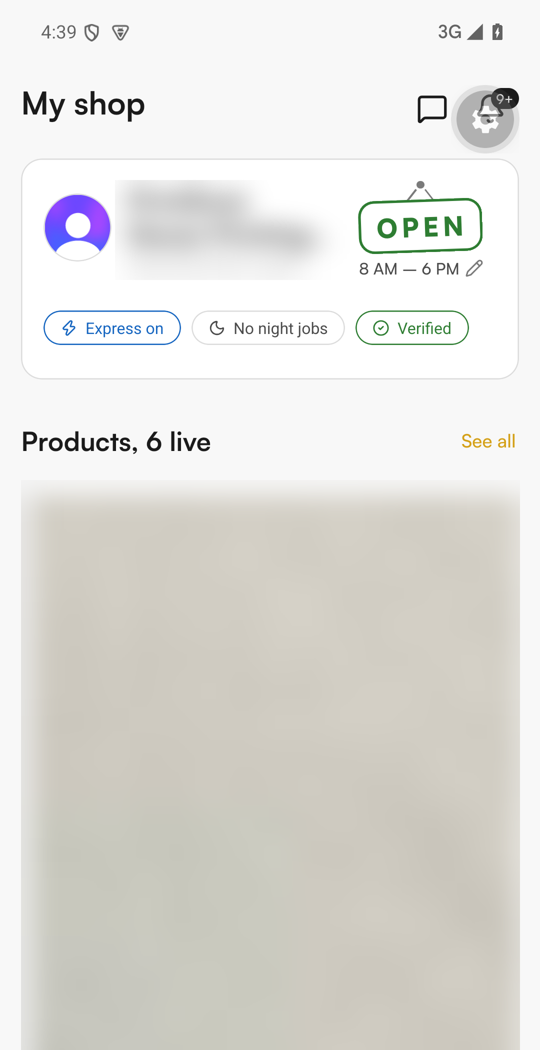 4:39
3G
My shop
9+
OPEN
8 AM — 6 PM
Express on
No night jobs
Verified
Products, 6 live
See all